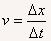 v = Δx/Δt